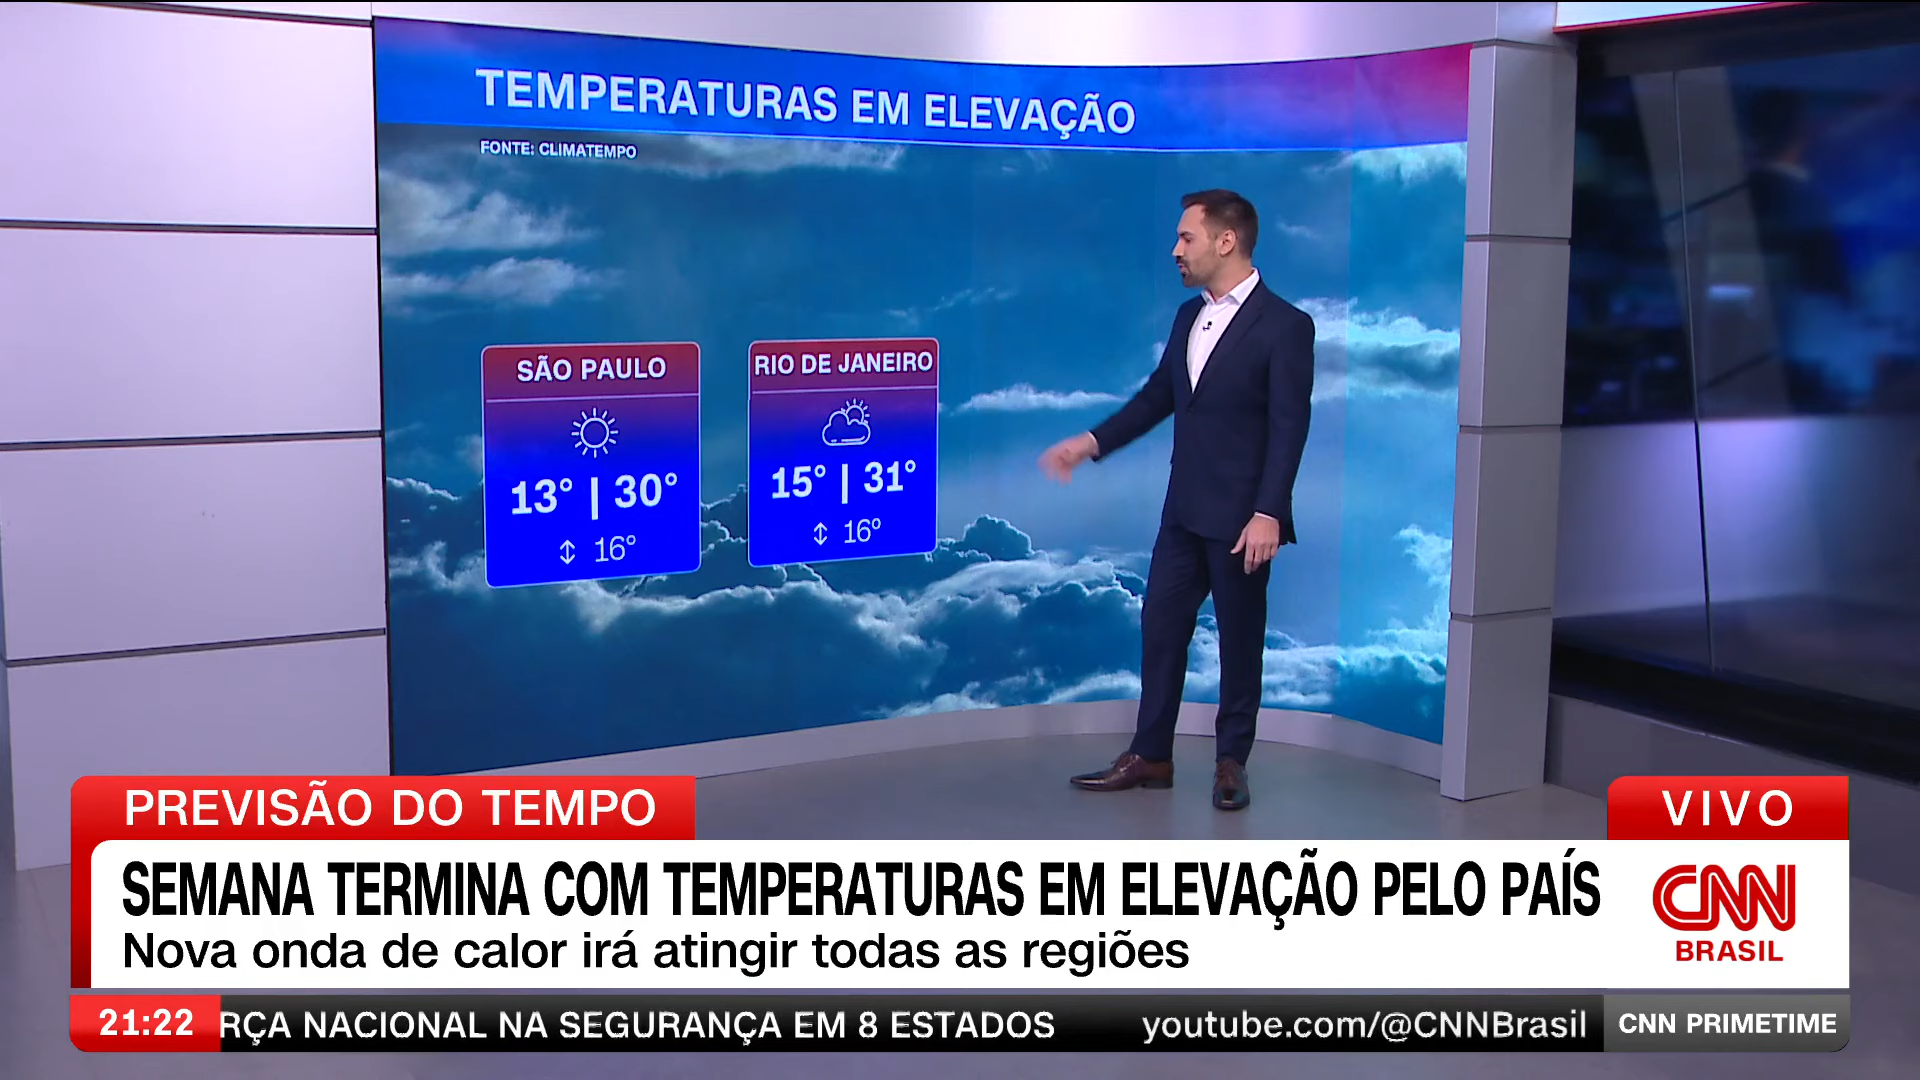 TEMPERATURAS EM ELEVAÇÃO
FONTE: CLIMATEMPO
SÃO PAULO
13° | 30°
↕ 16°
RIO DE JANEIRO
15° | 31°
↕ 16°
PREVISÃO DO TEMPO
VIVO
SEMANA TERMINA COM TEMPERATURAS EM ELEVAÇÃO PELO PAÍS
Nova onda de calor irá atingir todas as regiões
CNN
BRASIL
21:22
RÇA NACIONAL NA SEGURANÇA EM 8 ESTADOS
youtube.com/@CNNBrasil
CNN PRIMETIME